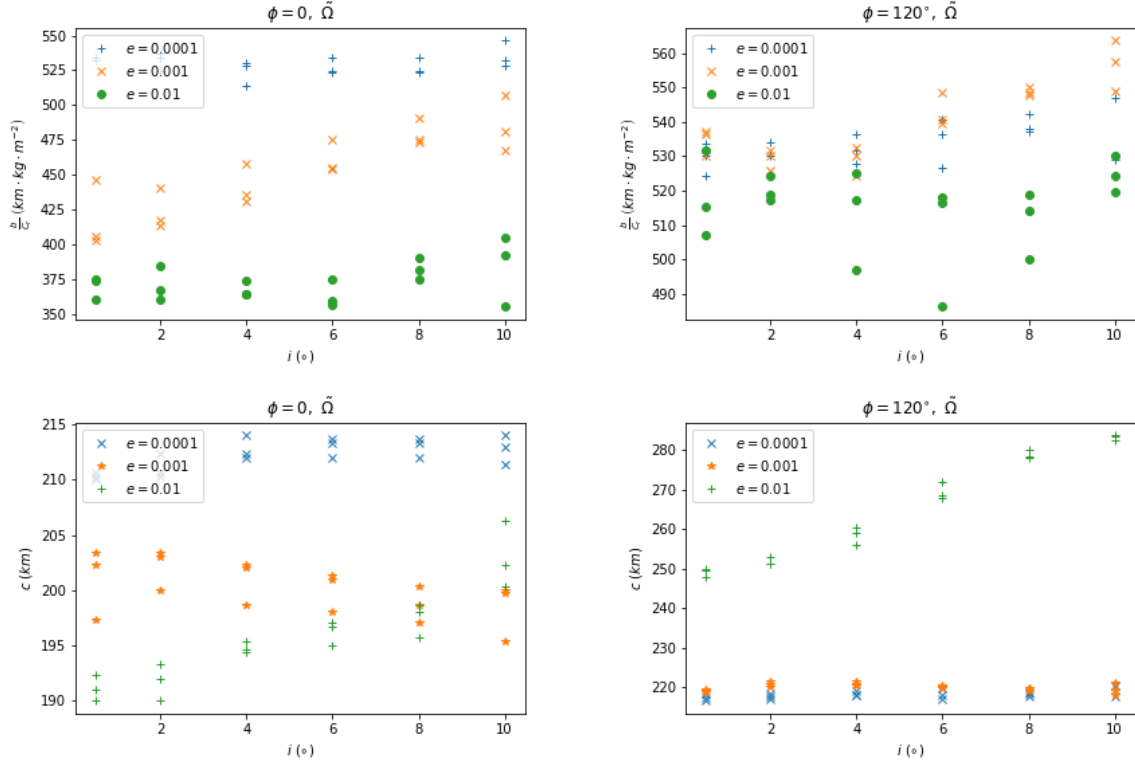 ϕ = 0, Ω̃
550
525
500
475
450
425
400
375
350
b/Cᵣ (km · kg · m⁻²)
e = 0.0001
e = 0.001
e = 0.01
2 4 6 8 10
i (∘)
ϕ = 120°, Ω̃
560
550
540
530
520
510
500
490
b/Cᵣ (km · kg · m⁻²)
e = 0.0001
e = 0.001
e = 0.01
2 4 6 8 10
i (∘)
ϕ = 0, Ω̃
215
210
205
200
195
190
c (km)
e = 0.0001
e = 0.001
e = 0.01
2 4 6 8 10
i (∘)
ϕ = 120°, Ω̃
280
270
260
250
240
230
220
c (km)
e = 0.0001
e = 0.001
e = 0.01
2 4 6 8 10
i (∘)